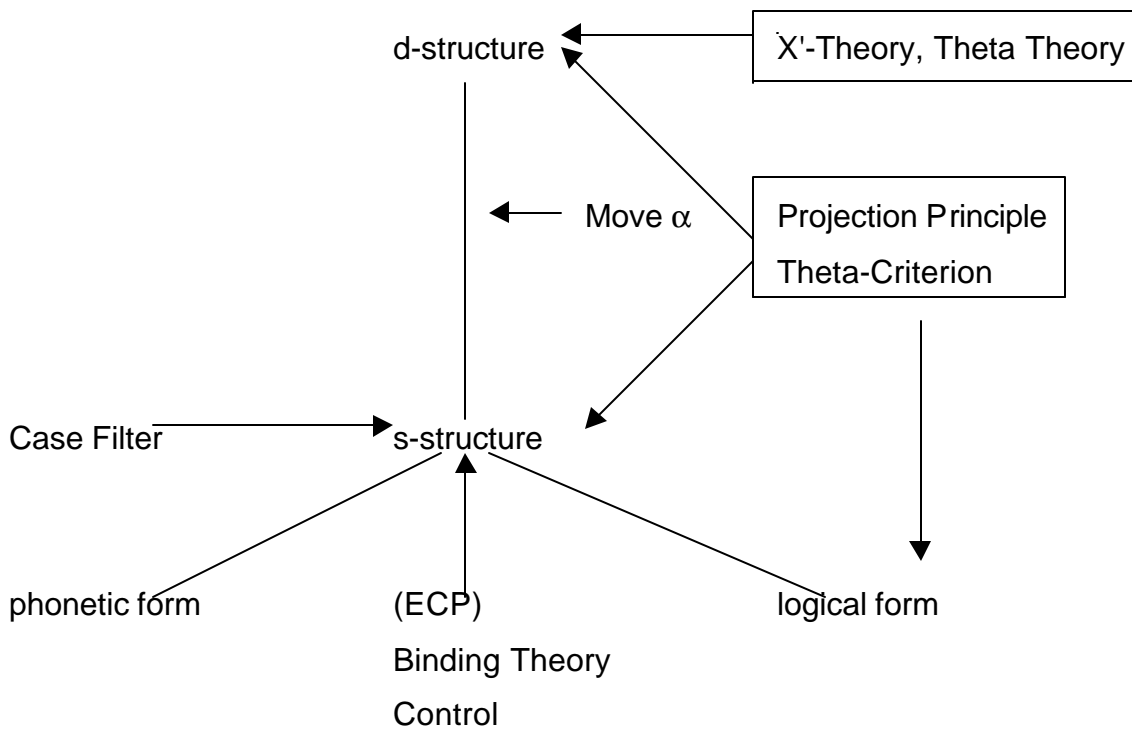 d-structure
X'-Theory, Theta Theory
Move α
Projection Principle
Theta-Criterion
Case Filter
s-structure
phonetic form
(ECP)
logical form
Binding Theory
Control